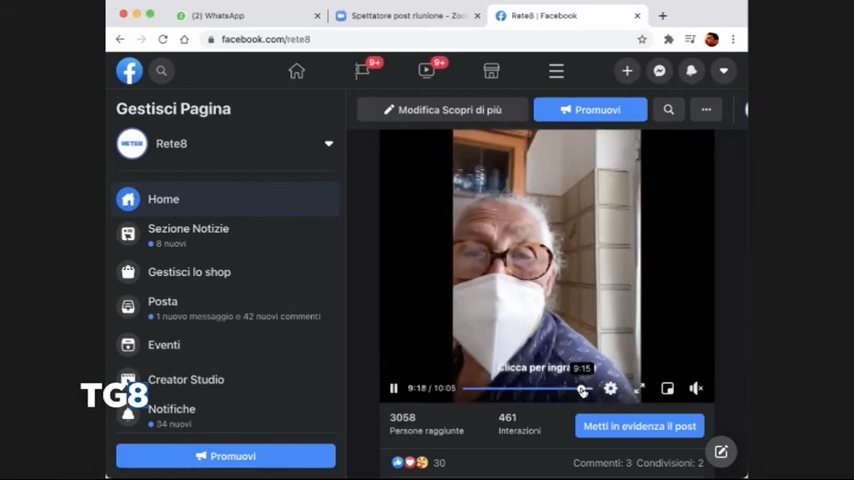 (2) WhatsApp
Spettatore post riunione - Zoo
Rete8 | Facebook
facebook.com/rete8
9+
9+
Gestisci Pagina
Modifica Scopri di più
Promuovi
RETE8
Rete8
Home
Sezione Notizie
8 nuovi
Gestisci lo shop
Posta
1 nuovo messaggio e 42 nuovi commenti
Eventi
Creator Studio
Notifiche
34 nuovi
Promuovi
TG8
Clicca per ingra
9:15
9:18 / 10:05
3058
Persone raggiunte
461
Interazioni
Metti in evidenza il post
30
Commenti: 3 Condivisioni: 2